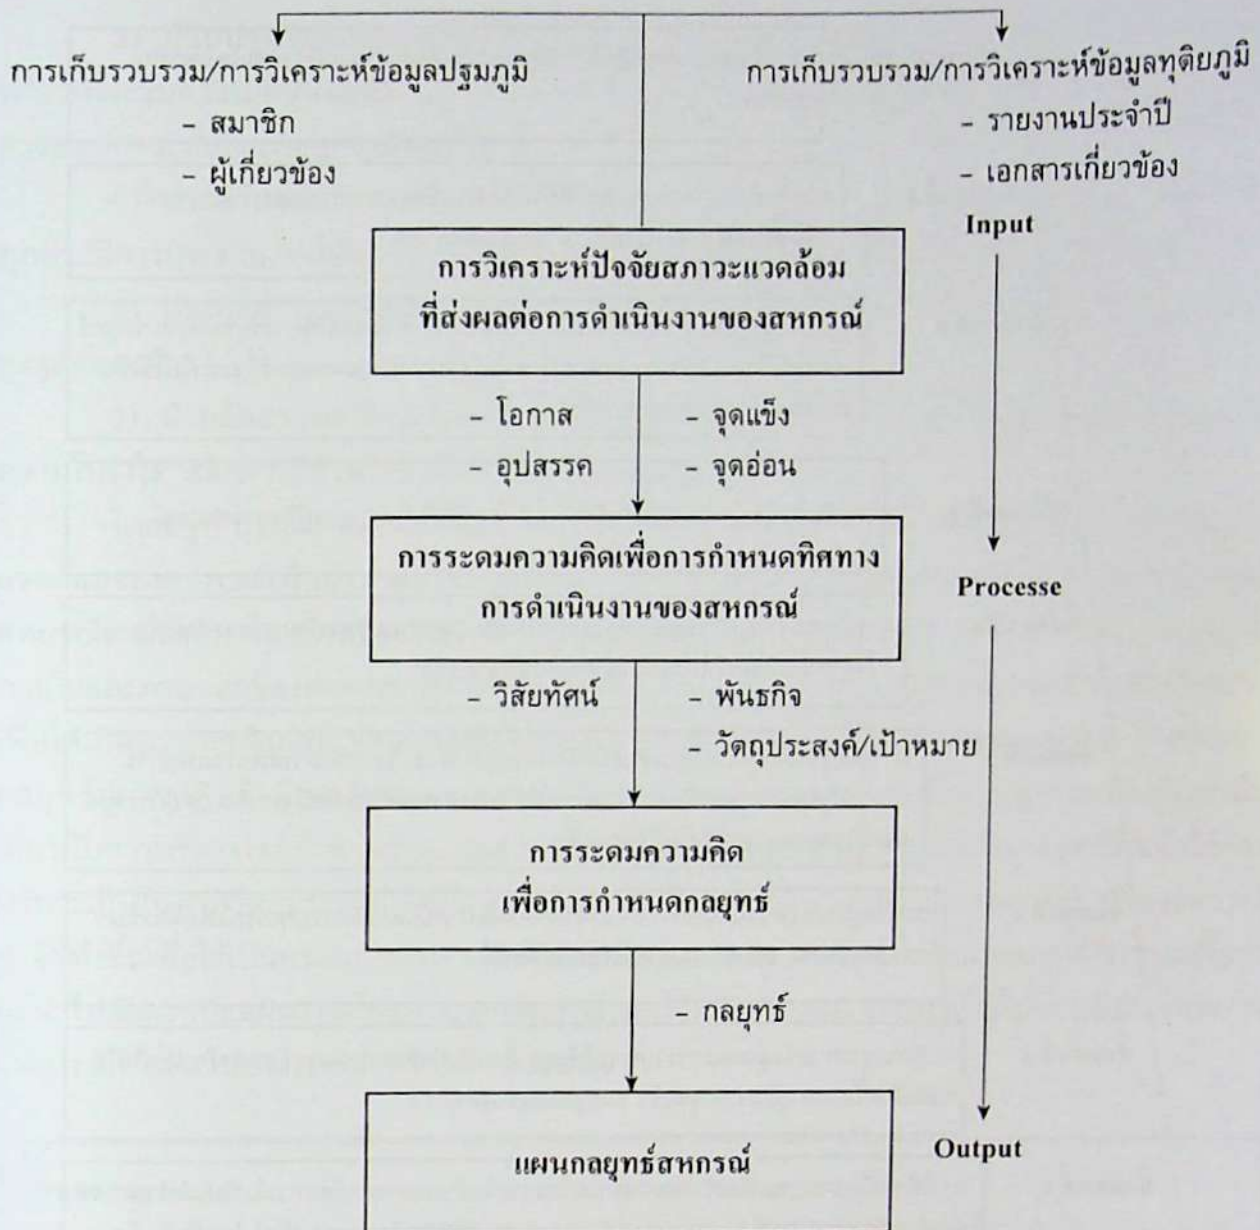 การเก็บรวบรวม/การวิเคราะห์ข้อมูลปฐมภูมิ
- สมาชิก
- ผู้เกี่ยวข้อง
การเก็บรวบรวม/การวิเคราะห์ข้อมูลทุติยภูมิ
- รายงานประจำปี
- เอกสารเกี่ยวข้อง
Input
การวิเคราะห์ปัจจัยสภาวะแวดล้อม
ที่ส่งผลต่อการดำเนินงานของสหกรณ์
- โอกาส - จุดแข็ง
- อุปสรรค - จุดอ่อน
การระดมความคิดเพื่อการกำหนดทิศทาง
การดำเนินงานของสหกรณ์
Processe
- วิสัยทัศน์ - พันธกิจ
- วัตถุประสงค์/เป้าหมาย
การระดมความคิด
เพื่อการกำหนดกลยุทธ์
- กลยุทธ์
แผนกลยุทธ์สหกรณ์
Output